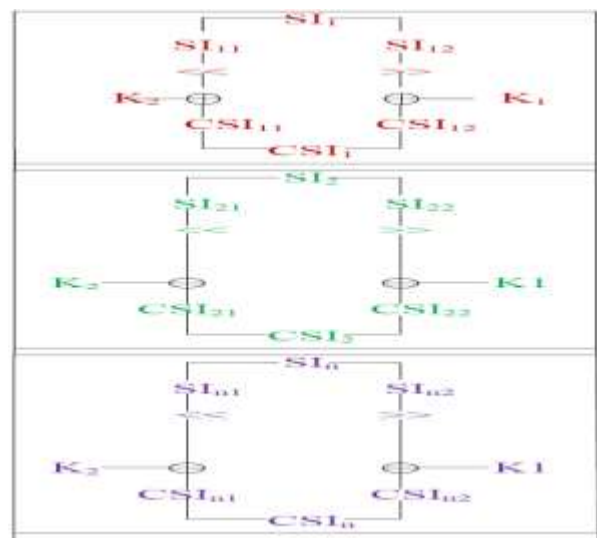 SI₁
SI₁₁ SI₁₂
<< >>
K₂ K₁
CSI₁₁ CSI₁₂
CSI₁
SI₂
SI₂₁ SI₂₂
<< >>
K₂ K1
CSI₂₁ CSI₂₂
CSI₂
SIₙ
SIₙ₁ SIₙ₂
<< >>
K₂ K1
CSIₙ₁ CSIₙ₂
CSIₙ